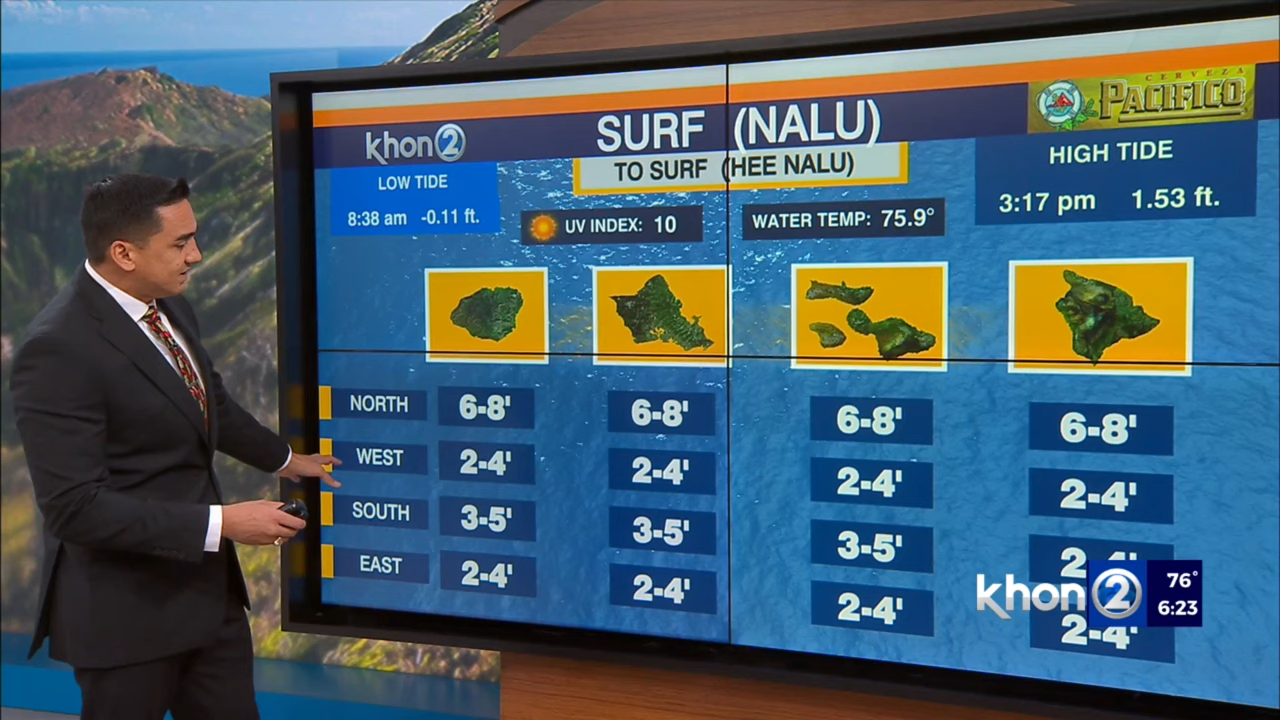 CERVEZA
PACIFICO
khon2
SURF (NALU)
TO SURF (HEE NALU)
LOW TIDE
8:38 am -0.11 ft.
HIGH TIDE
3:17 pm 1.53 ft.
UV INDEX: 10
WATER TEMP: 75.9°
NORTH 6-8' 6-8' 6-8' 6-8'
WEST 2-4' 2-4' 2-4' 2-4'
SOUTH 3-5' 3-5' 3-5' 2-4'
EAST 2-4' 2-4' 2-4' 2-4'
khon2
76°
6:23